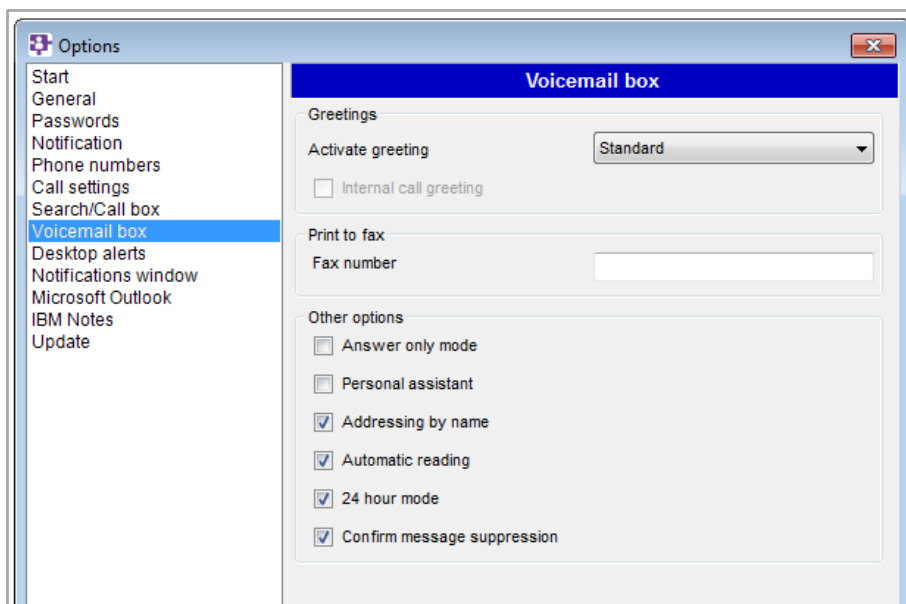 Options
Start
General
Passwords
Notification
Phone numbers
Call settings
Search/Call box
Voicemail box
Desktop alerts
Notifications window
Microsoft Outlook
IBM Notes
Update
Voicemail box
Greetings
Activate greeting Standard
Internal call greeting
Print to fax
Fax number
Other options
Answer only mode
Personal assistant
Addressing by name
Automatic reading
24 hour mode
Confirm message suppression